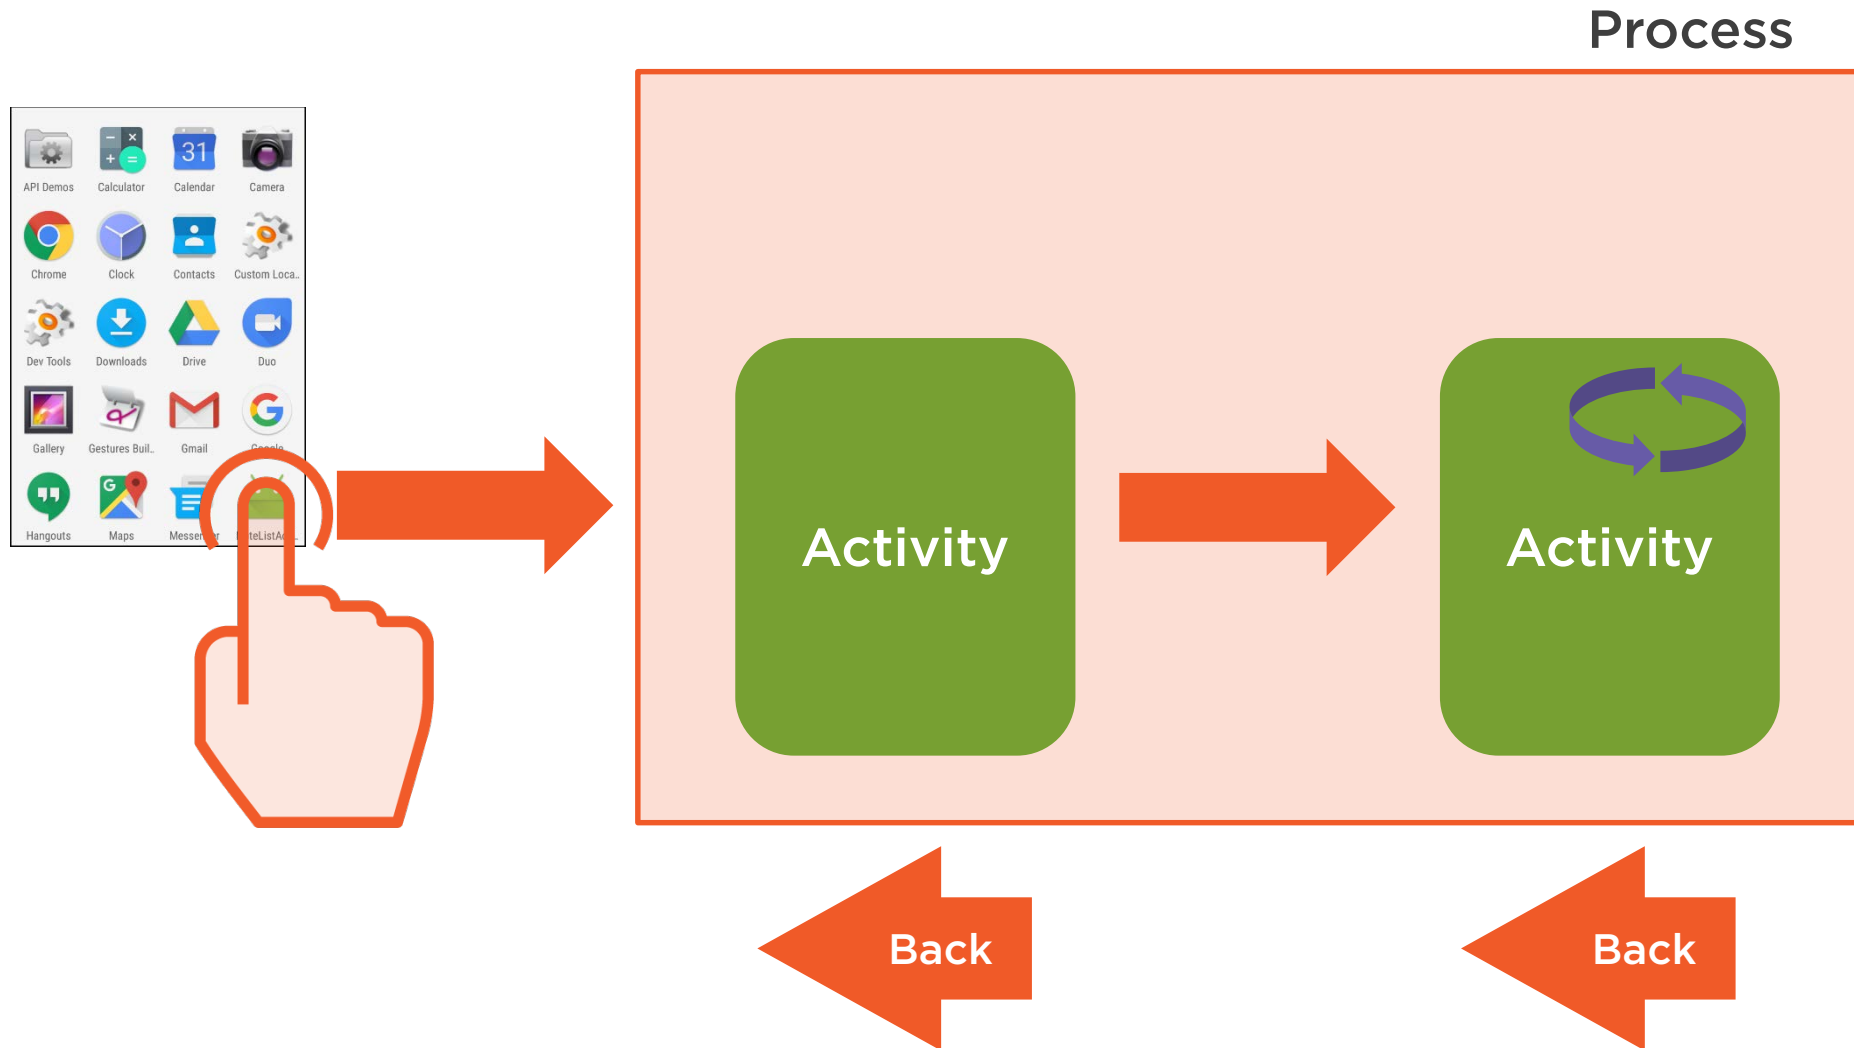 Process
31
API Demos Calculator Calendar Camera
Chrome Clock Contacts Custom Loca..
Dev Tools Downloads Drive Duo
Gallery Gestures Buil.. Gmail Google
G
Hangouts Maps
Activity Activity
Back Back